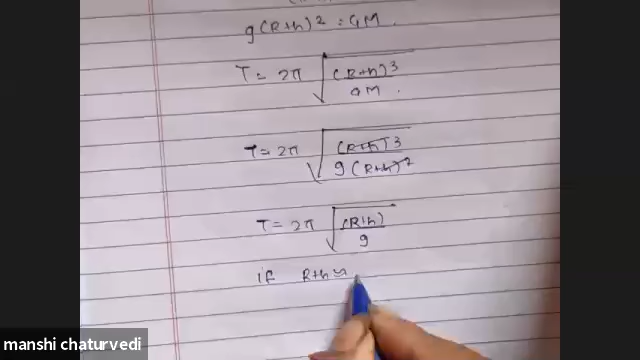 g(R+h)² = GM.
T = 2π √((R+h)³ / GM.)
T = 2π √((R+h)³ / g(R+h)²)
T = 2π √((R+h) / g)
if R+h ≈
manshi chaturvedi